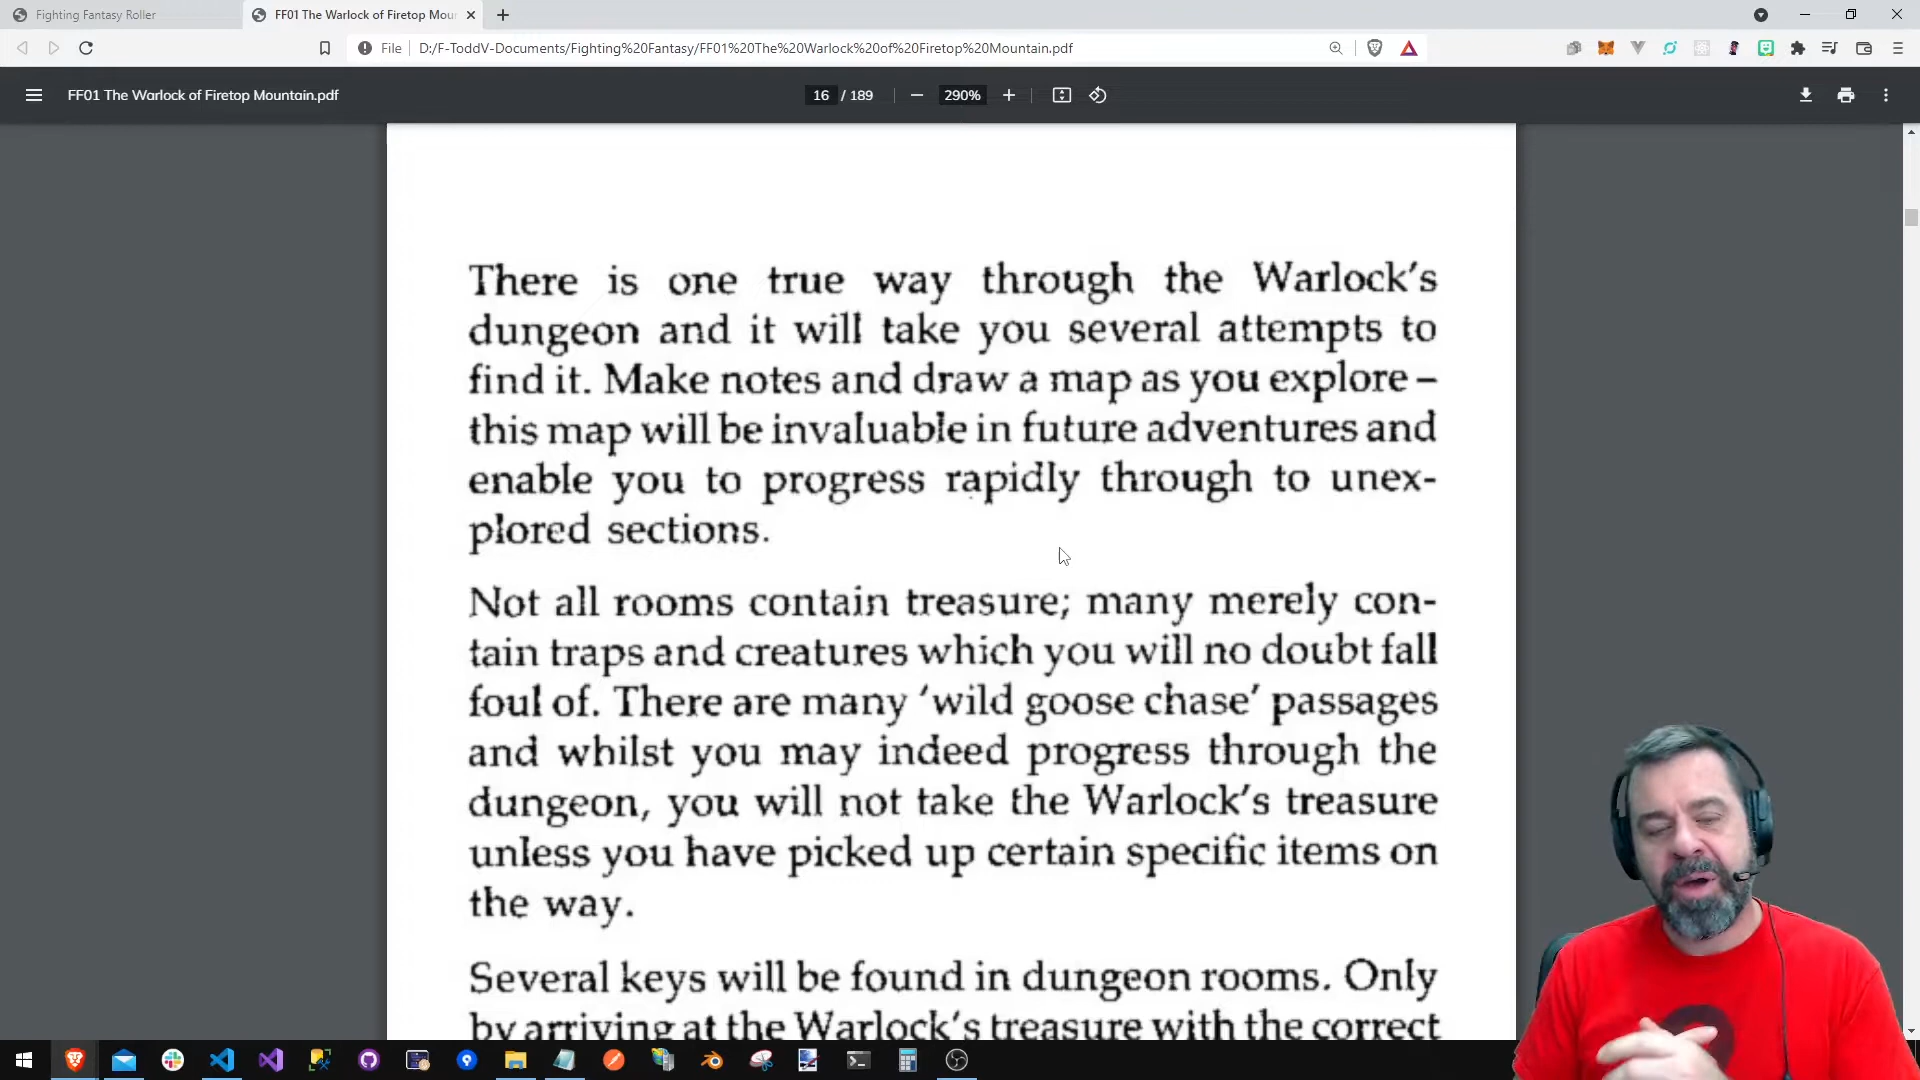 Fighting Fantasy Roller
FF01 The Warlock of Firetop Mour
File
D:/F-ToddV-Documents/Fighting%20Fantasy/FF01%20The%20Warlock%20of%20Firetop%20Mountain.pdf
FF01 The Warlock of Firetop Mountain.pdf
16 / 189
290%
There is one true way through the Warlock's
dungeon and it will take you several attempts to
find it. Make notes and draw a map as you explore –
this map will be invaluable in future adventures and
enable you to progress rapidly through to unex-
plored sections.
Not all rooms contain treasure; many merely con-
tain traps and creatures which you will no doubt fall
foul of. There are many 'wild goose chase' passages
and whilst you may indeed progress through the
dungeon, you will not take the Warlock's treasure
unless you have picked up certain specific items on
the way.
Several keys will be found in dungeon rooms. Only
by arriving at the Warlock's treasure with the correct